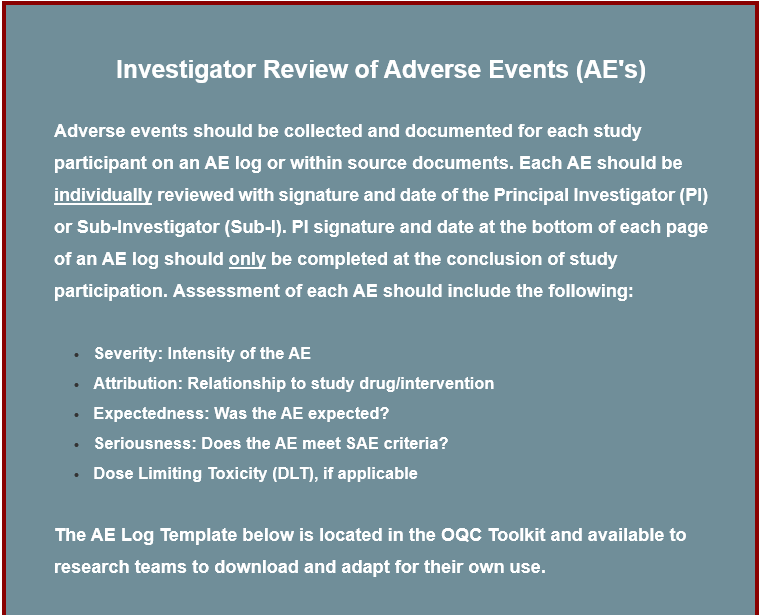 Investigator Review of Adverse Events (AE's)
Adverse events should be collected and documented for each study
participant on an AE log or within source documents. Each AE should be
individually reviewed with signature and date of the Principal Investigator (PI)
or Sub-Investigator (Sub-I). PI signature and date at the bottom of each page
of an AE log should only be completed at the conclusion of study
participation. Assessment of each AE should include the following:
• Severity: Intensity of the AE
• Attribution: Relationship to study drug/intervention
• Expectedness: Was the AE expected?
• Seriousness: Does the AE meet SAE criteria?
• Dose Limiting Toxicity (DLT), if applicable
The AE Log Template below is located in the OQC Toolkit and available to
research teams to download and adapt for their own use.